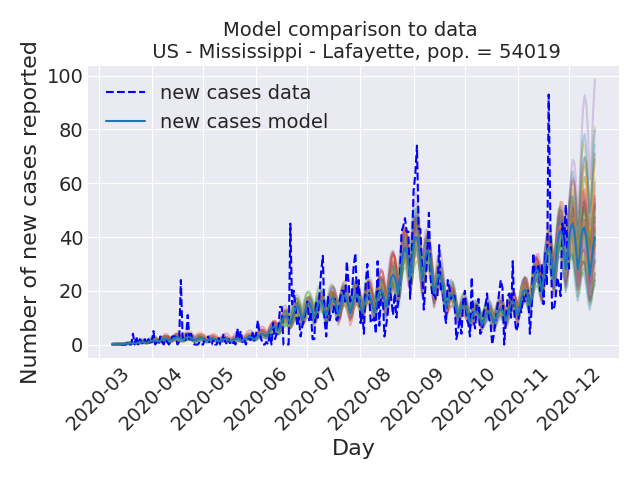 Model comparison to data
US - Mississippi - Lafayette, pop. = 54019
Number of new cases reported
100
80
60
40
20
0
new cases data
new cases model
2020-03
2020-04
2020-05
2020-06
2020-07
2020-08
2020-09
2020-10
2020-11
2020-12
Day